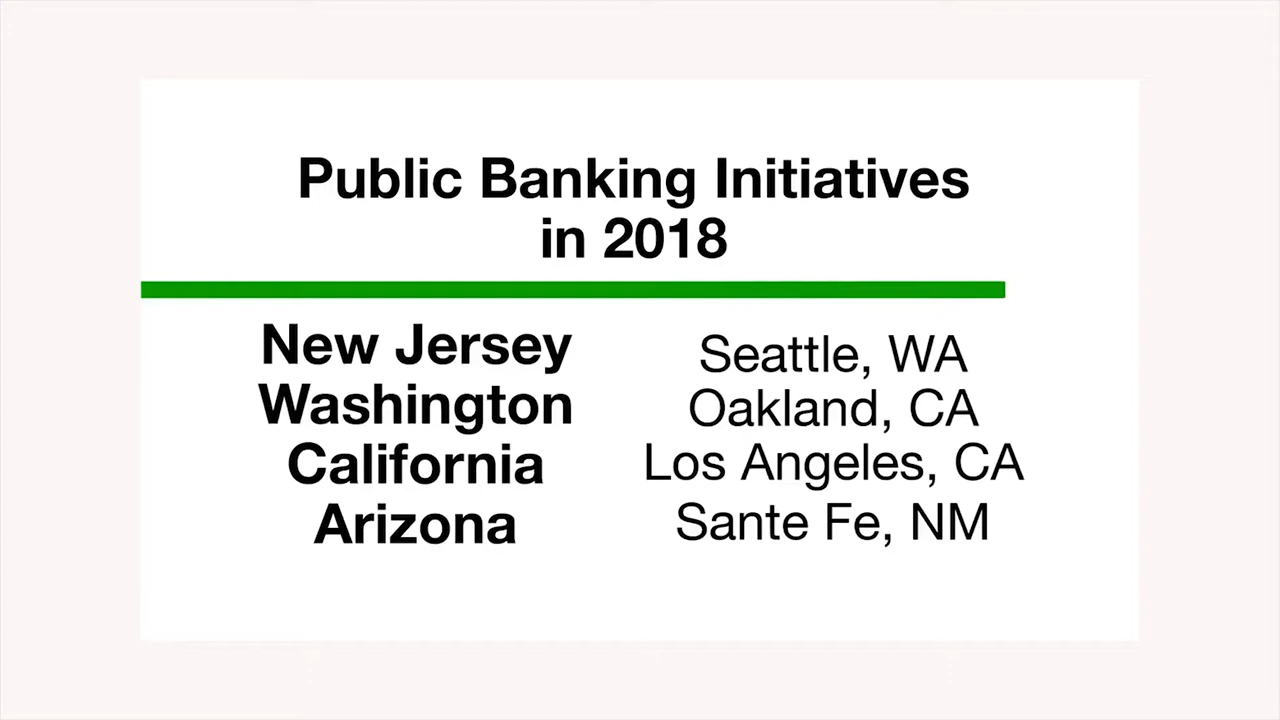 Public Banking Initiatives
in 2018
New Jersey
Washington
California
Arizona
Seattle, WA
Oakland, CA
Los Angeles, CA
Sante Fe, NM